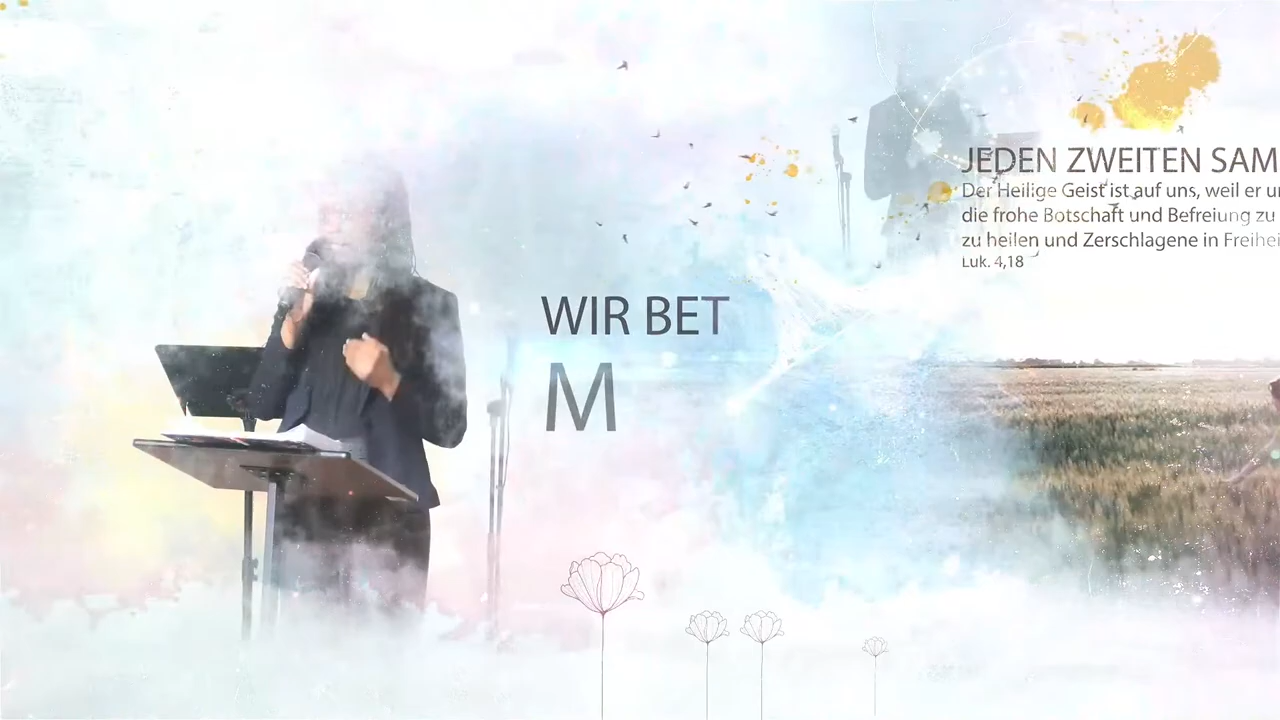 WIR BET
M
JEDEN ZWEITEN SAM
Der Heilige Geist ist auf uns, weil er
die frohe Botschaft und Befreiung zu
zu heilen und Zerschlagene in Freihei
Luk. 4,18